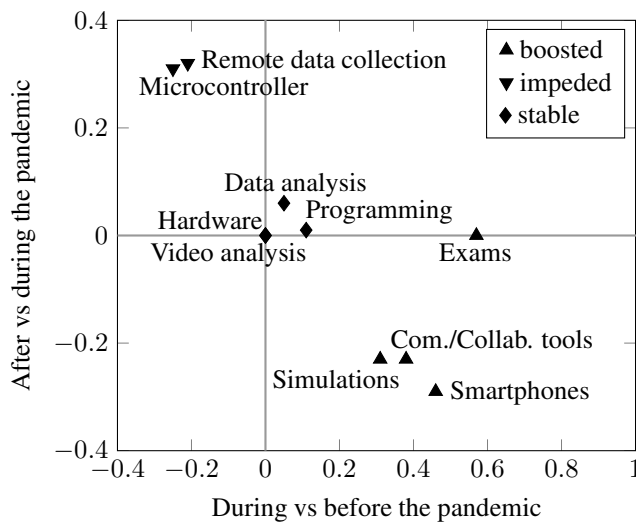 0.4
0.2
0
−0.2
−0.4
After vs during the pandemic
boosted
impeded
stable
Remote data collection
Microcontroller
Data analysis
Programming
Hardware
Video analysis
Exams
Com./Collab. tools
Simulations
Smartphones
−0.4 −0.2 0 0.2 0.4 0.6 0.8 1
During vs before the pandemic